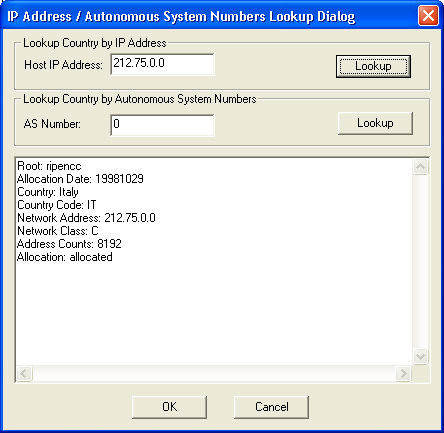 IP Address / Autonomous System Numbers Lookup Dialog
Lookup Country by IP Address
Host IP Address: 212.75.0.0 Lookup
Lookup Country by Autonomous System Numbers
AS Number: 0 Lookup
Root: ripencc
Allocation Date: 19981029
Country: Italy
Country Code: IT
Network Address: 212.75.0.0
Network Class: C
Address Counts: 8192
Allocation: allocated
OK Cancel